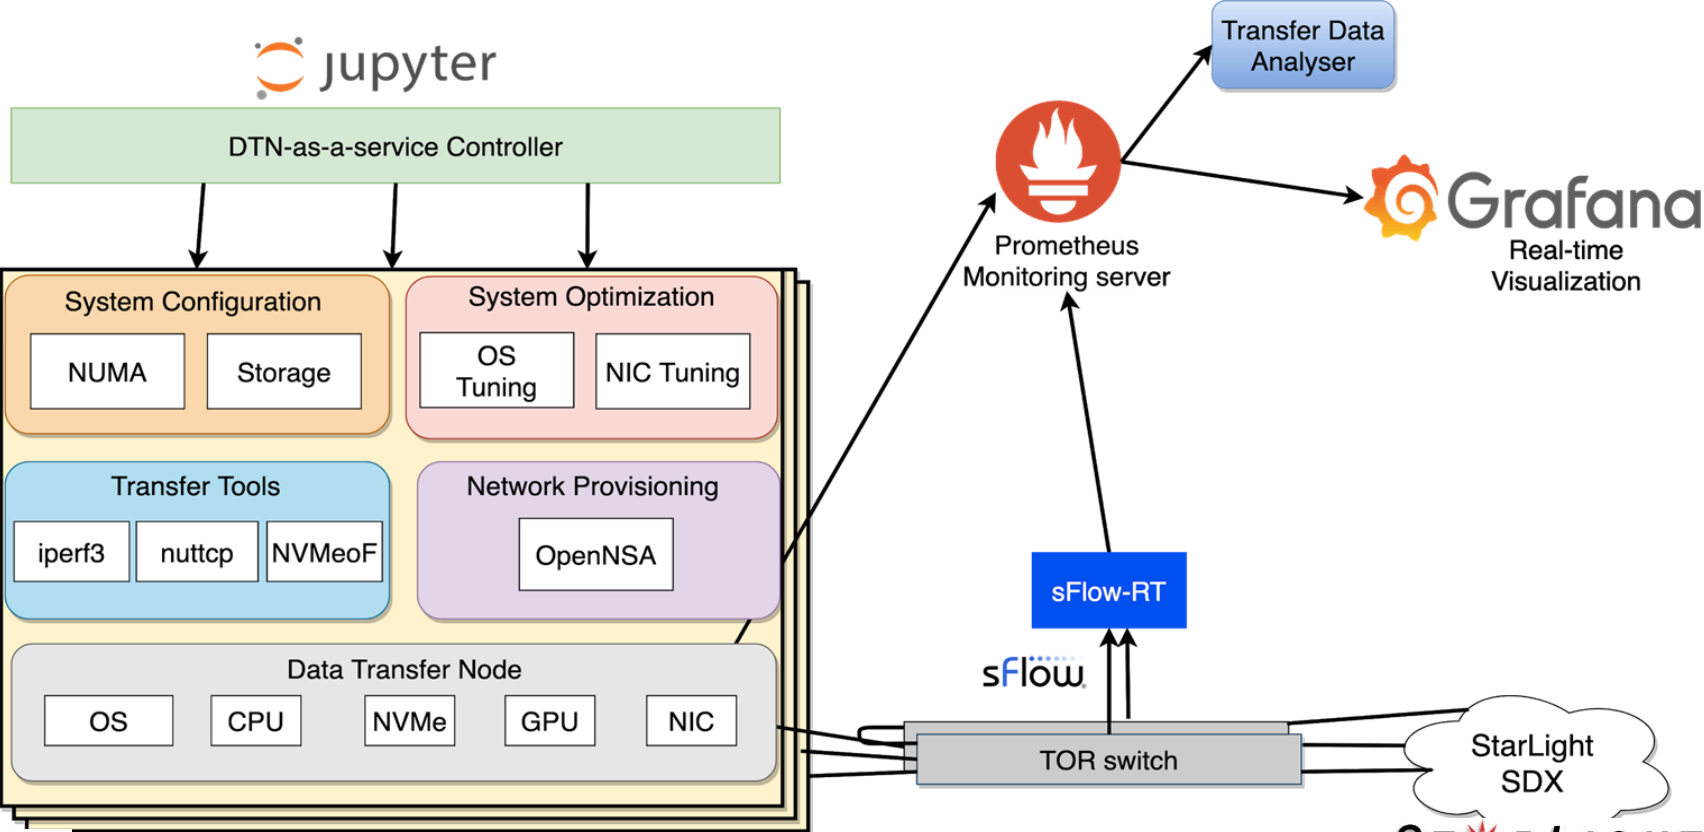 jupyter
DTN-as-a-service Controller
System Configuration
NUMA
Storage
System Optimization
OS
Tuning
NIC Tuning
Transfer Tools
iperf3
nuttcp
NVMeoF
Network Provisioning
OpenNSA
Data Transfer Node
OS
CPU
NVMe
GPU
NIC
Transfer Data
Analyser
Prometheus
Monitoring server
Grafana
Real-time
Visualization
sFlow-RT
sFlow
TOR switch
StarLight
SDX